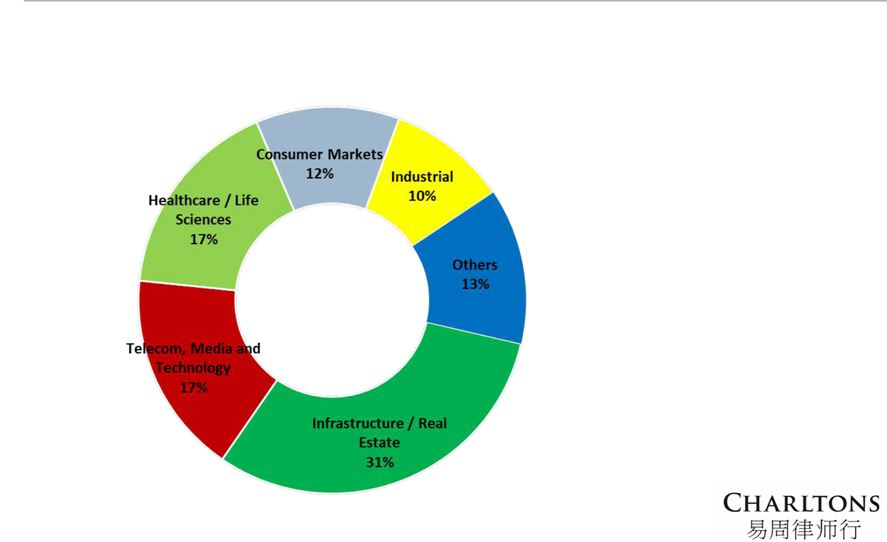 Consumer Markets
12%
Industrial
10%
Healthcare / Life
Sciences
17%
Others
13%
Telecom, Media and
Technology
17%
Infrastructure / Real
Estate
31%
CHARLTONS
易周律师行